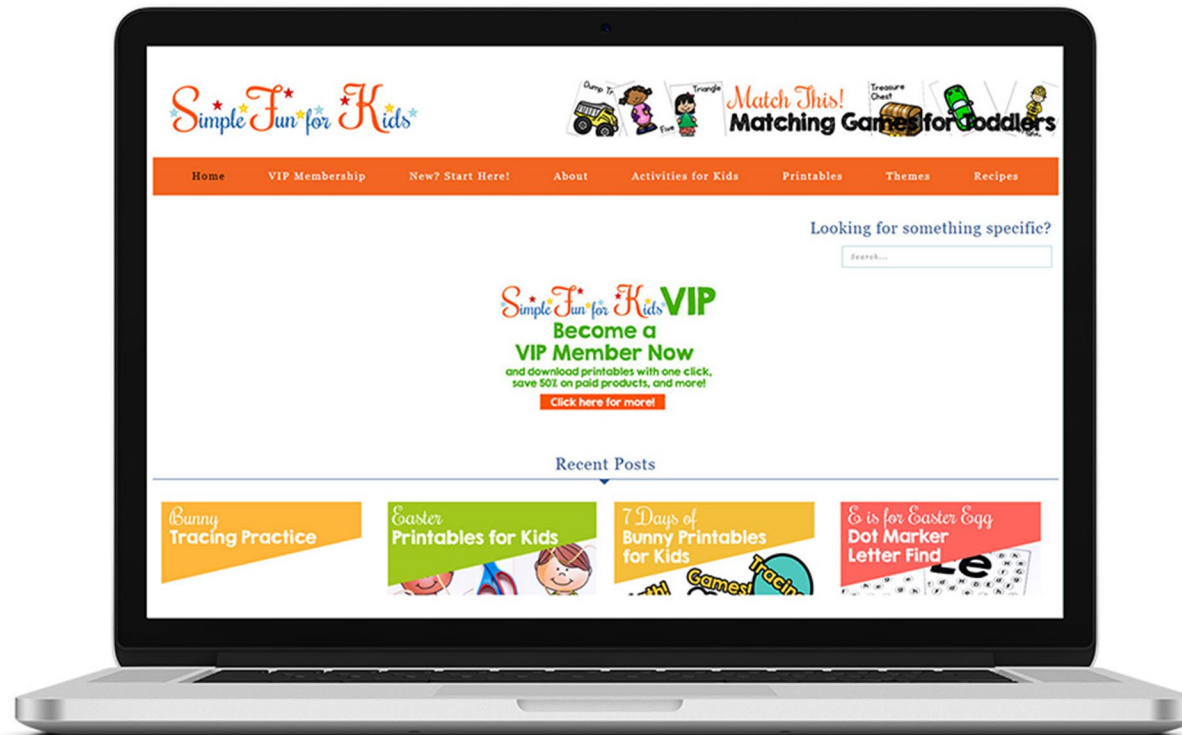 Simple Fun for Kids
Dump Tr
Five
Triangle
Match This!
Matching Games for Toddlers
Treasure
Chest
Home VIP Membership New? Start Here! About Activities for Kids Printables Themes Recipes
Looking for something specific?
Search...
Simple Fun for Kids VIP
Become a
VIP Member Now
and download printables with one click,
save 50% on paid products, and more!
Click here for more!
Recent Posts
Bunny
Tracing Practice
Easter
Printables for Kids
7 Days of
Bunny Printables
for Kids
Games!
Tracing
E is for Easter Egg
Dot Marker
Letter Find